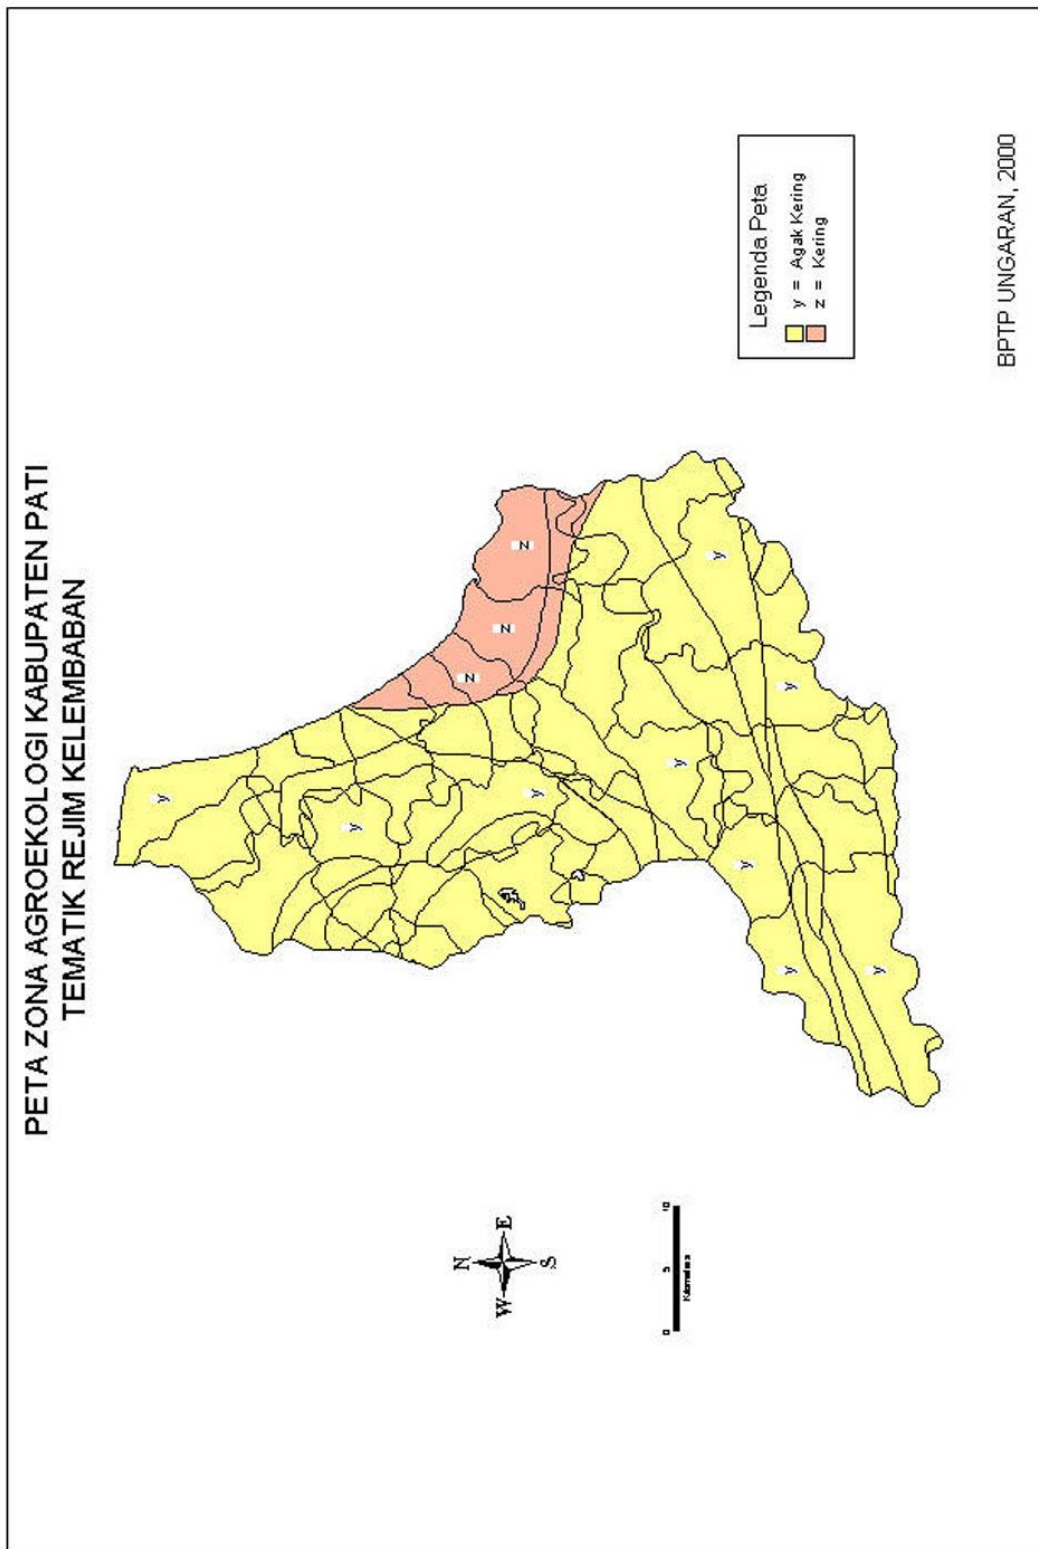 PETA ZONA AGROEKOLOGI KABUPATEN PATI
TEMATIK REJIM KELEMBABAN
y
y
z
z
z
y
y
y
y
y
y
y
N
W E
S
0 5 10
Kilometers
Legenda Peta
y = Agak Kering
z = Kering
BPTP UNGARAN, 2000